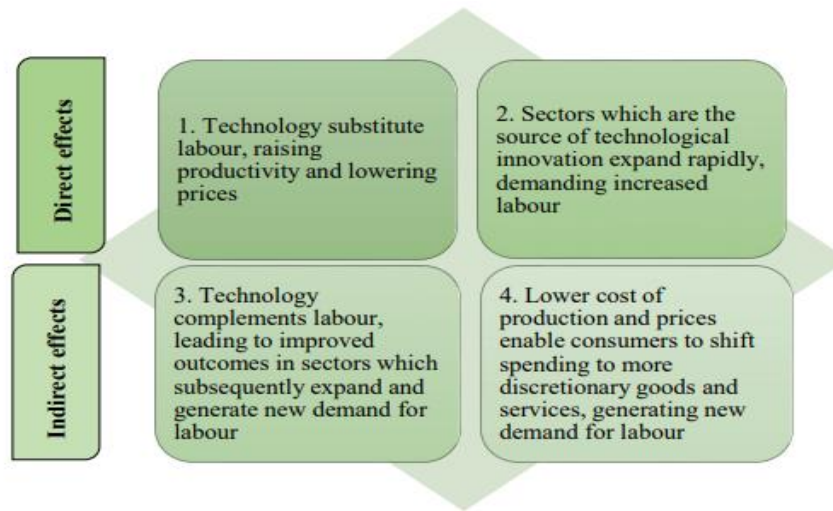 Direct effects
1. Technology substitute
labour, raising
productivity and lowering
prices
2. Sectors which are the
source of technological
innovation expand rapidly,
demanding increased
labour
Indirect effects
3. Technology
complements labour,
leading to improved
outcomes in sectors which
subsequently expand and
generate new demand for
labour
4. Lower cost of
production and prices
enable consumers to shift
spending to more
discretionary goods and
services, generating new
demand for labour